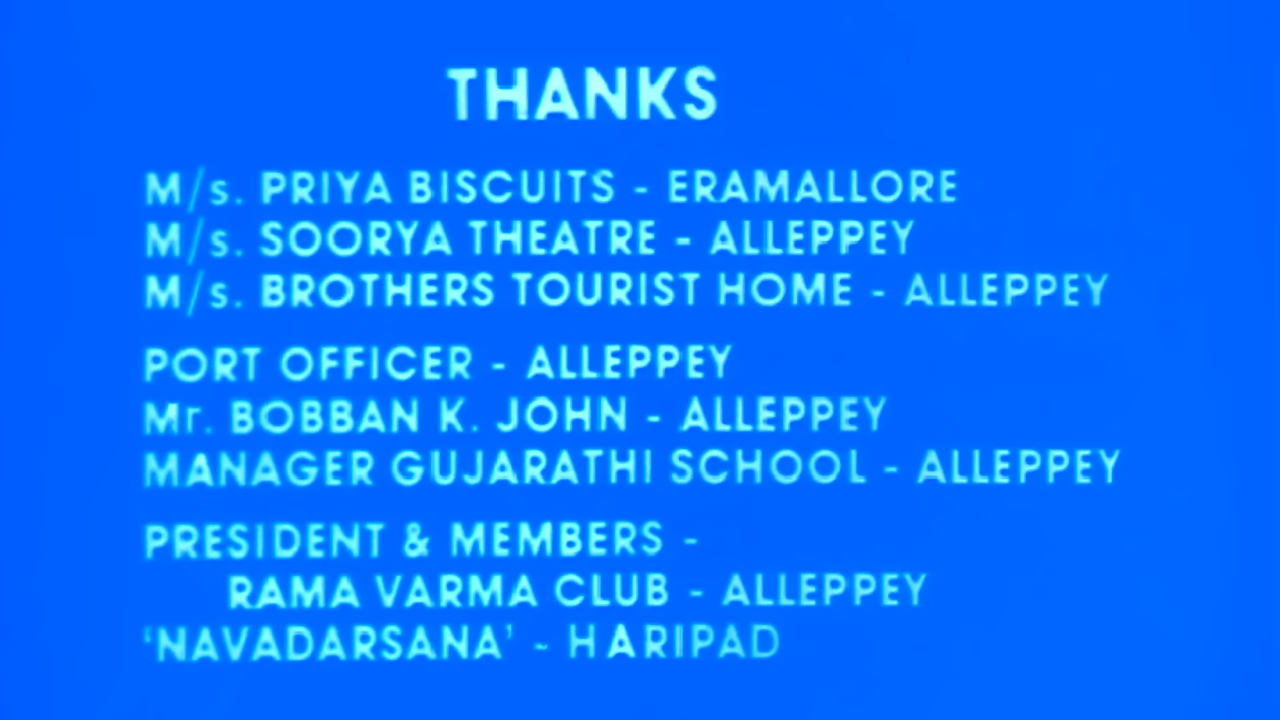 THANKS
M/s. PRIYA BISCUITS - ERAMALLORE
M/s. SOORYA THEATRE - ALLEPPEY
M/s. BROTHERS TOURIST HOME - ALLEPPEY
PORT OFFICER - ALLEPPEY
Mr. BOBBAN K. JOHN - ALLEPPEY
MANAGER GUJARATHI SCHOOL - ALLEPPEY
PRESIDENT & MEMBERS -
RAMA VARMA CLUB - ALLEPPEY
'NAVADARSANA' - HARIPAD